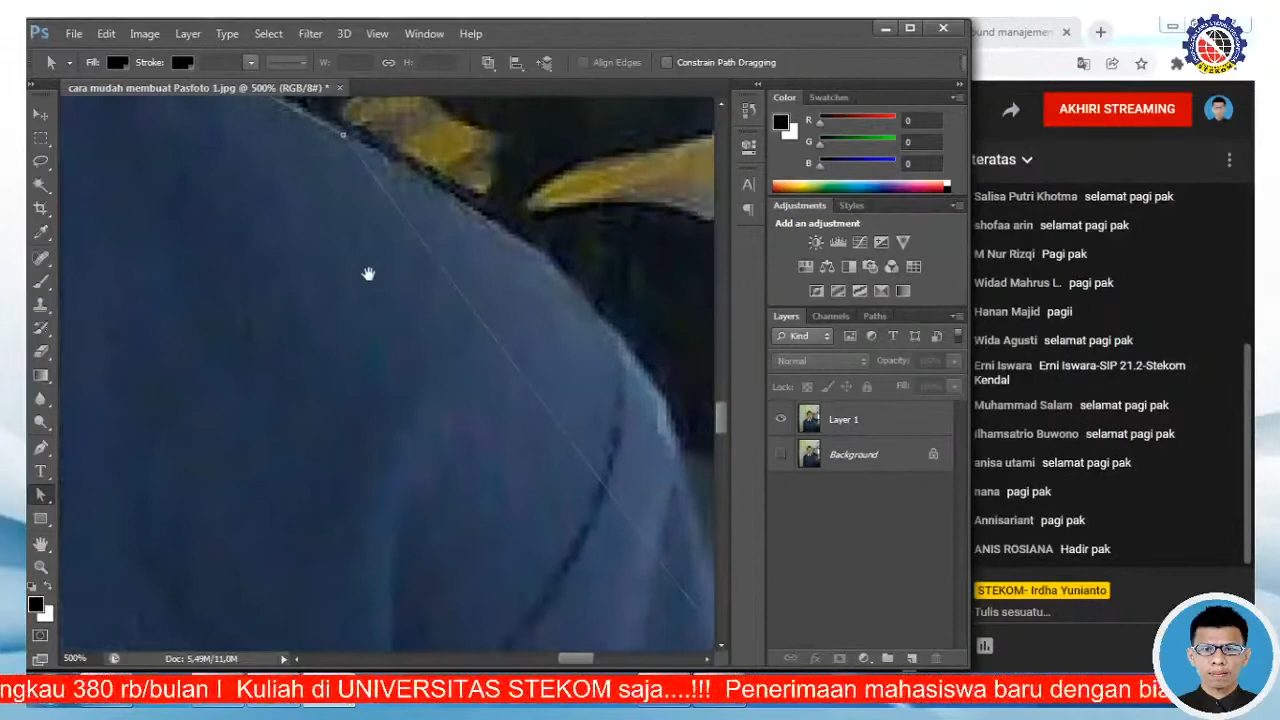 Ps File Edit Image Layer Type Select Filter 3D View Window Help
Fill: Stroke: W: H: Align Edges Constrain Path Dragging
cara mudah membuat Pasfoto 1.jpg @ 500% (RGB/8#) * ×
Color Swatches
R 0
G 0
B 0
Adjustments Styles
Add an adjustment
Layers Channels Paths
Kind
Normal Opacity:
Lock: Fill:
Layer 1
Background
500% Doc: 5,49M/11,0M
ound manajemen
AKHIRI STREAMING
teratas
Salisa Putri Khotma selamat pagi pak
shofaa arin selamat pagi pak
M Nur Rizqi Pagi pak
Widad Mahrus L. pagi pak
Hanan Majid pagii
Wida Agusti selamat pagi pak
Erni Iswara Erni Iswara-SIP 21.2-Stekom
Kendal
Muhammad Salam selamat pagi pak
ilhamsatrio Buwono selamat pagi pak
anisa utami selamat pagi pak
nana pagi pak
Annisariant pagi pak
ANIS ROSIANA Hadir pak
STEKOM- Irdha Yunianto
Tulis sesuatu...
ngkau 380 rb/bulan I Kuliah di UNIVERSITAS STEKOM saja....!!! Penerimaan mahasiswa baru dengan bia